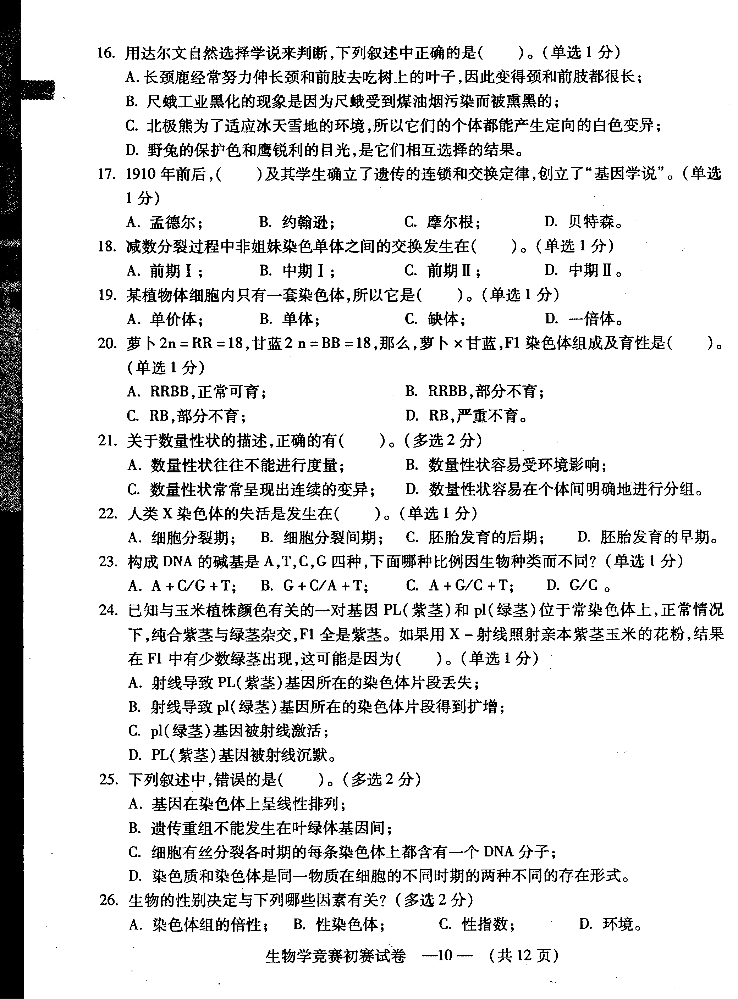 16. 用达尔文自然选择学说来判断,下列叙述中正确的是(　　)。(单选1分)
A. 长颈鹿经常努力伸长颈和前肢去吃树上的叶子,因此变得颈和前肢都很长;
B. 尺蛾工业黑化的现象是因为尺蛾受到煤油烟污染而被熏黑的;
C. 北极熊为了适应冰天雪地的环境,所以它们的个体都能产生定向的白色变异;
D. 野兔的保护色和鹰锐利的目光,是它们相互选择的结果。
17. 1910年前后,(　　)及其学生确立了遗传的连锁和交换定律,创立了“基因学说”。(单选
1分)
A. 孟德尔;　B. 约翰逊;　C. 摩尔根;　D. 贝特森。
18. 减数分裂过程中非姐妹染色单体之间的交换发生在(　　)。(单选1分)
A. 前期Ⅰ;　B. 中期Ⅰ;　C. 前期Ⅱ;　D. 中期Ⅱ。
19. 某植物体细胞内只有一套染色体,所以它是(　　)。(单选1分)
A. 单价体;　B. 单体;　C. 缺体;　D. 一倍体。
20. 萝卜2n=RR=18,甘蓝2 n=BB=18,那么,萝卜×甘蓝,F1染色体组成及育性是(　　)。
(单选1分)
A. RRBB,正常可育;　B. RRBB,部分不育;
C. RB,部分不育;　D. RB,严重不育。
21. 关于数量性状的描述,正确的有(　　)。(多选2分)
A. 数量性状往往不能进行度量;　B. 数量性状容易受环境影响;
C. 数量性状常常呈现出连续的变异;　D. 数量性状容易在个体间明确地进行分组。
22. 人类X染色体的失活是发生在(　　)。(单选1分)
A. 细胞分裂期;　B. 细胞分裂间期;　C. 胚胎发育的后期;　D. 胚胎发育的早期。
23. 构成DNA的碱基是A,T,C,G四种,下面哪种比例因生物种类而不同?(单选1分)
A. A+C/G+T;　B. G+C/A+T;　C. A+G/C+T;　D. G/C。
24. 已知与玉米植株颜色有关的一对基因PL(紫茎)和pl(绿茎)位于常染色体上,正常情况
下,纯合紫茎与绿茎杂交,F1全是紫茎。如果用X-射线照射亲本紫茎玉米的花粉,结果
在F1中有少数绿茎出现,这可能是因为(　　)。(单选1分)
A. 射线导致PL(紫茎)基因所在的染色体片段丢失;
B. 射线导致pl(绿茎)基因所在的染色体片段得到扩增;
C. pl(绿茎)基因被射线激活;
D. PL(紫茎)基因被射线沉默。
25. 下列叙述中,错误的是(　　)。(多选2分)
A. 基因在染色体上呈线性排列;
B. 遗传重组不能发生在叶绿体基因间;
C. 细胞有丝分裂各时期的每条染色体上都含有一个DNA分子;
D. 染色质和染色体是同一物质在细胞的不同时期的两种不同的存在形式。
26. 生物的性别决定与下列哪些因素有关?(多选2分)
A. 染色体组的倍性;　B. 性染色体;　C. 性指数;　D. 环境。
生物学竞赛初赛试卷 —10— (共12页)